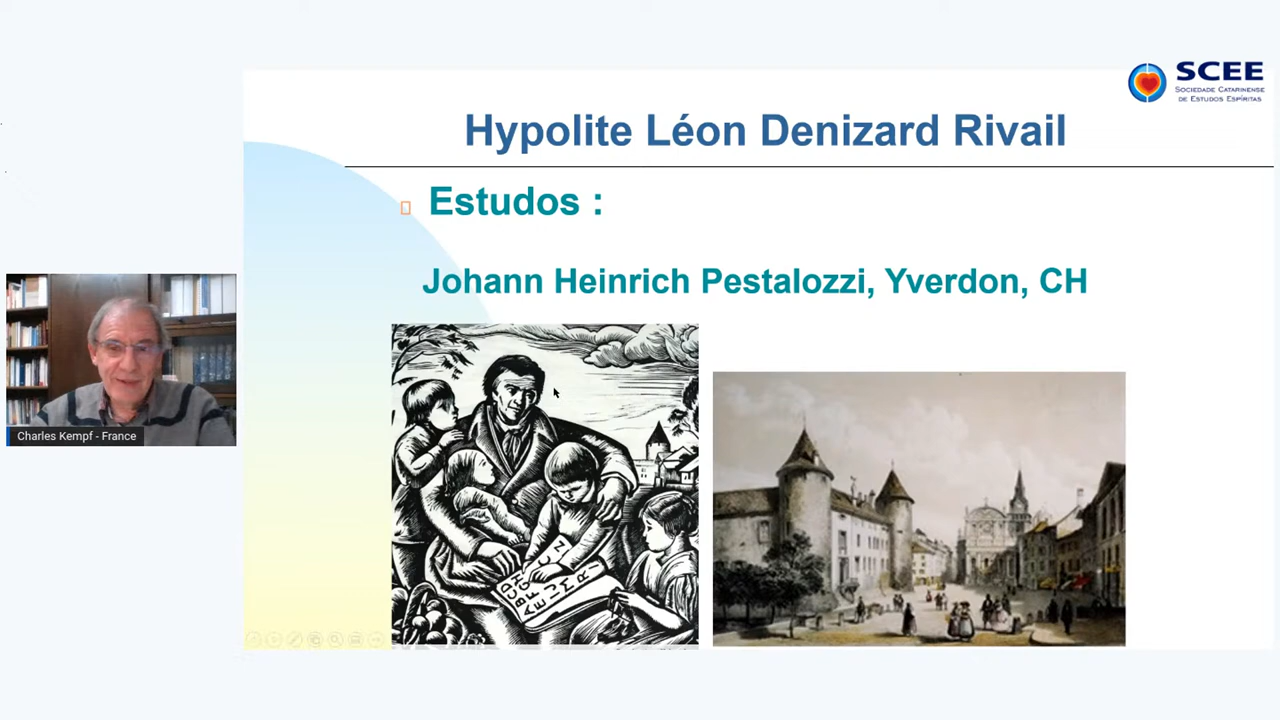 SCEE
SOCIEDADE CATARINENSE
DE ESTUDOS ESPÍRITAS
Hypolite Léon Denizard Rivail
Estudos :
Johann Heinrich Pestalozzi, Yverdon, CH
Charles Kempf - France